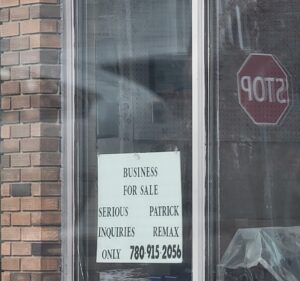 BUSINESS
FOR SALE
SERIOUS PATRICK
INQUIRIES REMAX
ONLY 780 915 2056
STOP